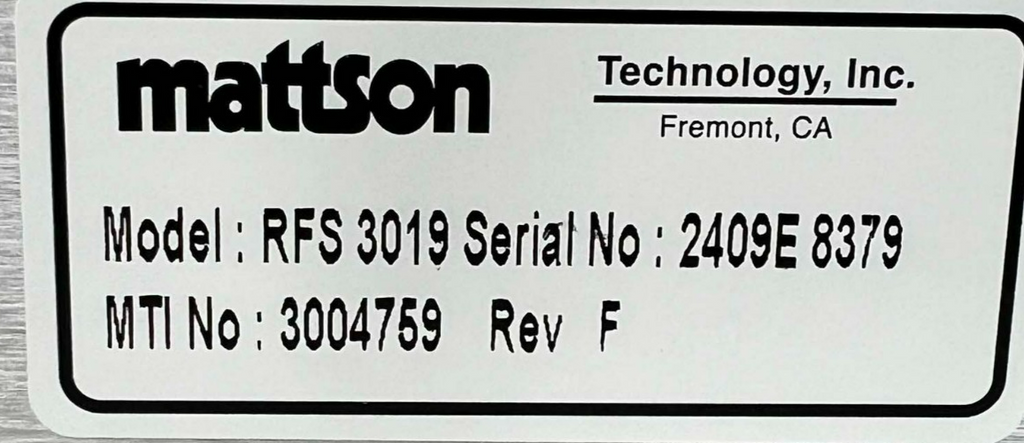 mattson
Technology, Inc.
Fremont, CA
Model : RFS 3019 Serial No : 2409E 8379
MTI No : 3004759 Rev F